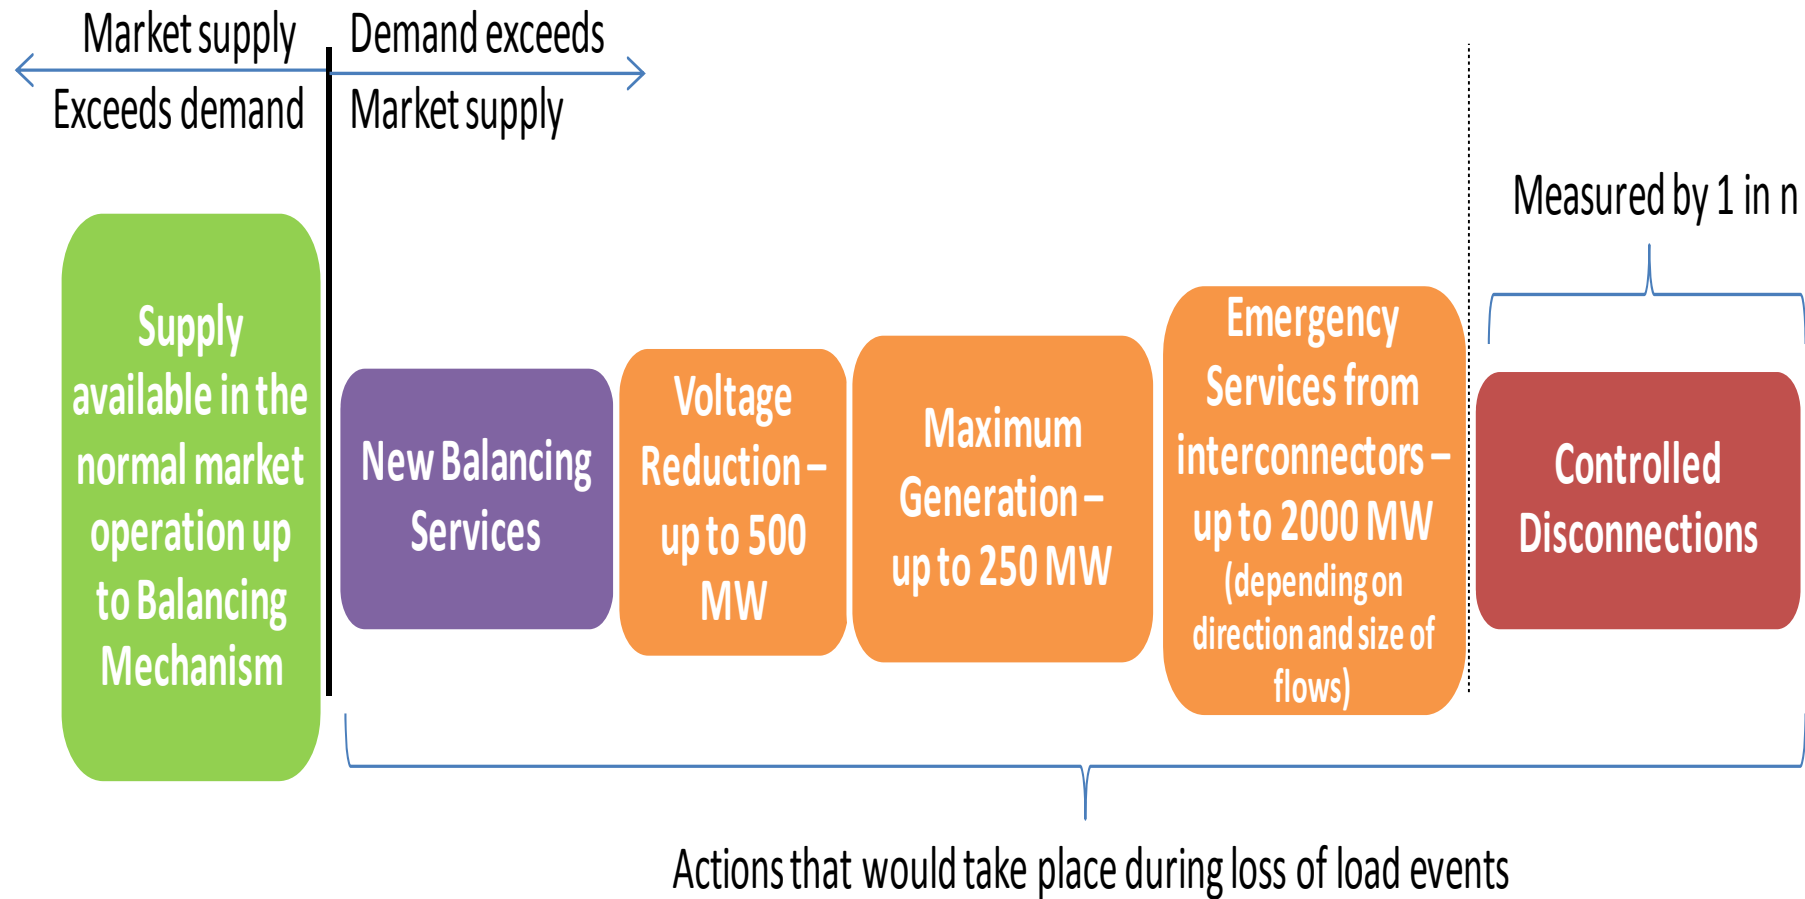 Market supply
Exceeds demand
Demand exceeds
Market supply
Measured by 1 in n
Supply
available in the
normal market
operation up
to Balancing
Mechanism
New Balancing
Services
Voltage
Reduction –
up to 500
MW
Maximum
Generation –
up to 250 MW
Emergency
Services from
interconnectors –
up to 2000 MW
(depending on
direction and size of
flows)
Controlled
Disconnections
Actions that would take place during loss of load events